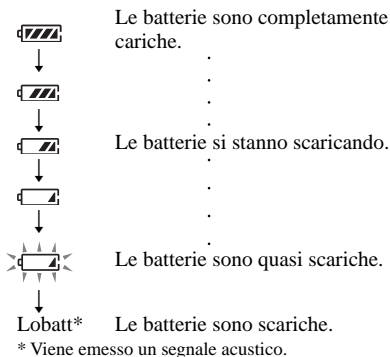 Le batterie sono completamente
cariche.
Le batterie si stanno scaricando.
Le batterie sono quasi scariche.
Lobatt* Le batterie sono scariche.
* Viene emesso un segnale acustico.